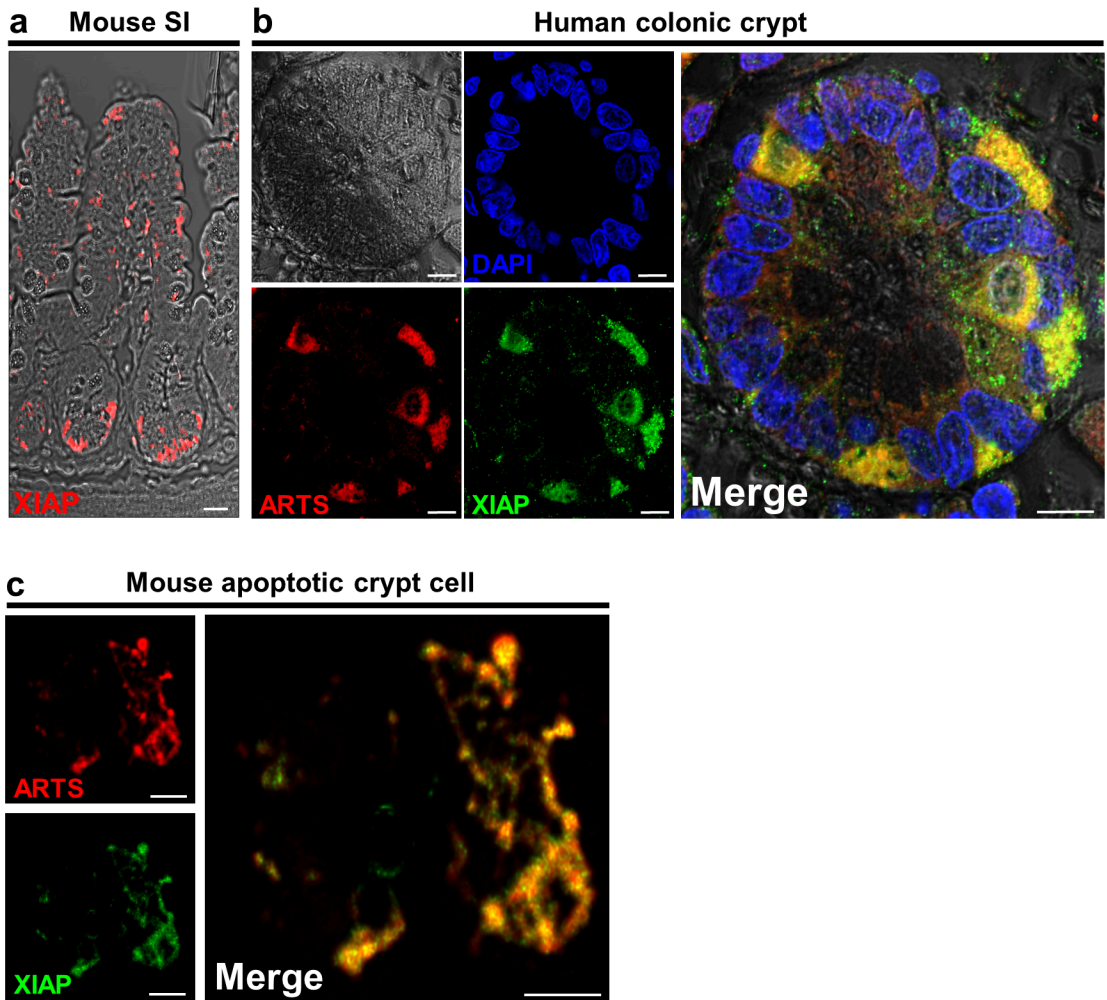 a Mouse SI
XIAP
b Human colonic crypt
DAPI
ARTS
XIAP
Merge
c Mouse apoptotic crypt cell
ARTS
XIAP
Merge